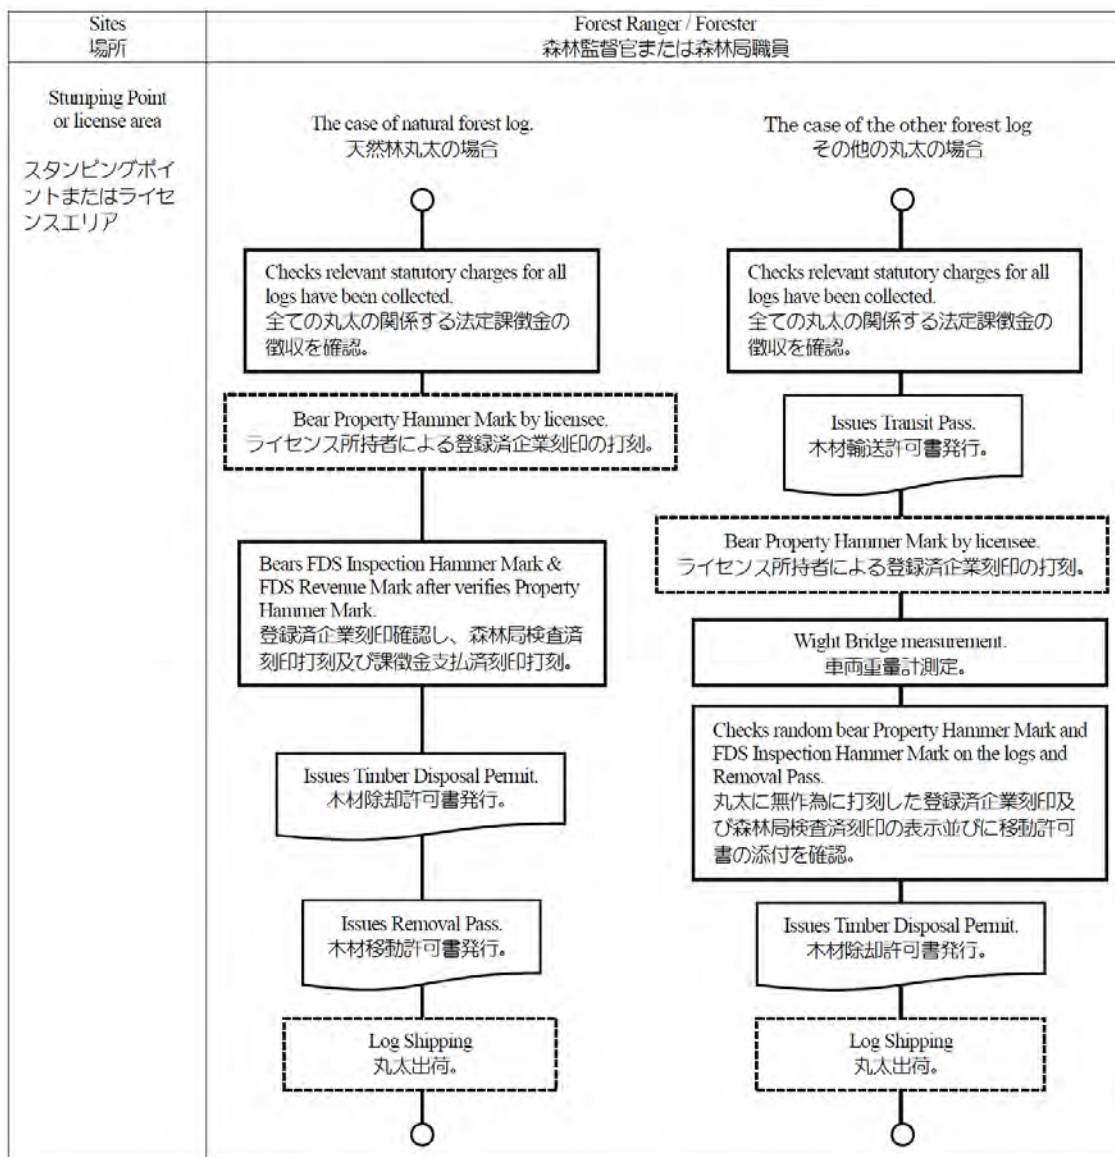 Sites
場所
Forest Ranger / Forester
森林監督官または森林局職員
Stumping Point
or license area
スタンピングポイ
ントまたはライセ
ンスエリア
The case of natural forest log.
天然林丸太の場合
Checks relevant statutory charges for all
logs have been collected.
全ての丸太の関係する法定課徴金の
徴収を確認。
Bear Property Hammer Mark by licensee.
ライセンス所持者による登録済企業刻印の打刻。
Bears FDS Inspection Hammer Mark &
FDS Revenue Mark after verifies Property
Hammer Mark.
登録済企業刻印確認し、森林局検査済
刻印打刻及び課徴金支払済刻印打刻。
Issues Timber Disposal Permit.
木材除却許可書発行。
Issues Removal Pass.
木材移動許可書発行。
Log Shipping
丸太出荷。
The case of the other forest log
その他の丸太の場合
Checks relevant statutory charges for all
logs have been collected.
全ての丸太の関係する法定課徴金の
徴収を確認。
Issues Transit Pass.
木材輸送許可書発行。
Bear Property Hammer Mark by licensee.
ライセンス所持者による登録済企業刻印の打刻。
Wight Bridge measurement.
車両重量計測定。
Checks random bear Property Hammer Mark and
FDS Inspection Hammer Mark on the logs and
Removal Pass.
丸太に無作為に打刻した登録済企業刻印及
び森林局検査済刻印の表示並びに移動許可
書の添付を確認。
Issues Timber Disposal Permit.
木材除却許可書発行。
Log Shipping
丸太出荷。